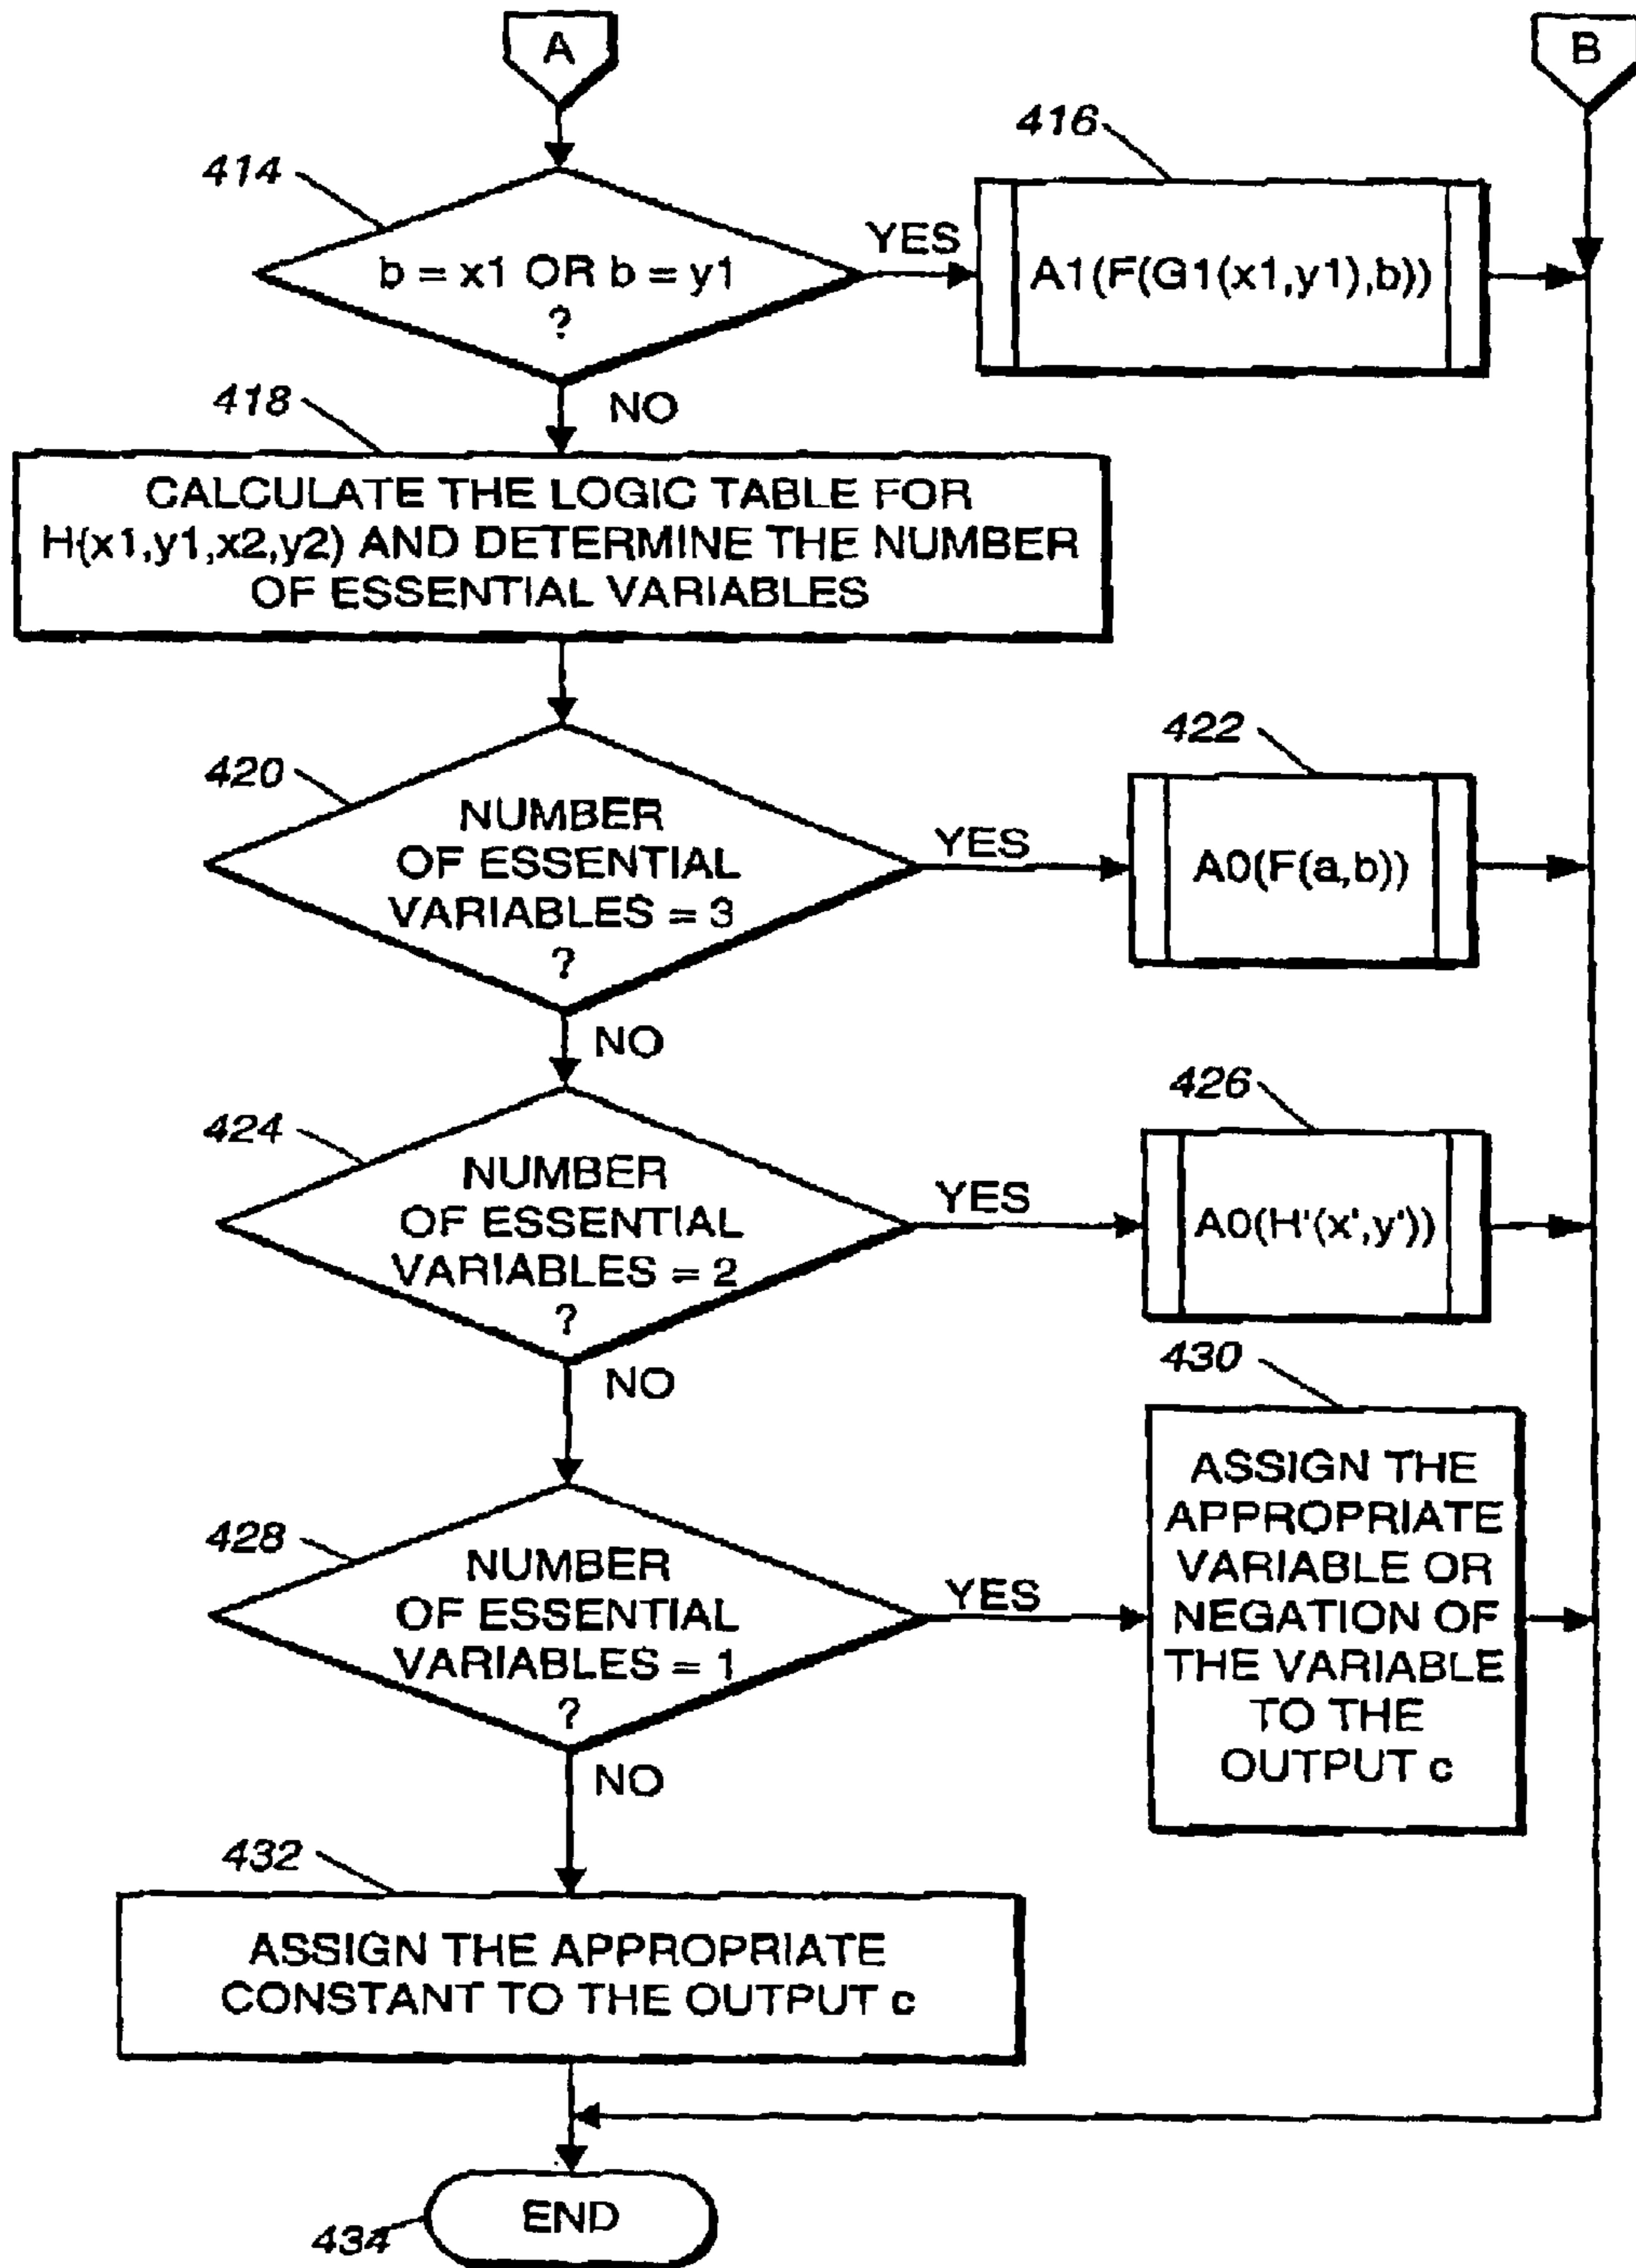 A
B
416
414
YES
b = x1 OR b = y1
?
A1(F(G1(x1,y1),b))
418
NO
CALCULATE THE LOGIC TABLE FOR
H(x1,y1,x2,y2) AND DETERMINE THE NUMBER
OF ESSENTIAL VARIABLES
422
420
NUMBER
OF ESSENTIAL
VARIABLES = 3
?
YES
A0(F(a,b))
NO
426
424
NUMBER
OF ESSENTIAL
VARIABLES = 2
?
YES
A0(H'(x',y'))
NO
430
428
NUMBER
OF ESSENTIAL
VARIABLES = 1
?
YES
ASSIGN THE
APPROPRIATE
VARIABLE OR
NEGATION OF
THE VARIABLE
TO THE
OUTPUT c
NO
432
ASSIGN THE APPROPRIATE
CONSTANT TO THE OUTPUT c
END
434